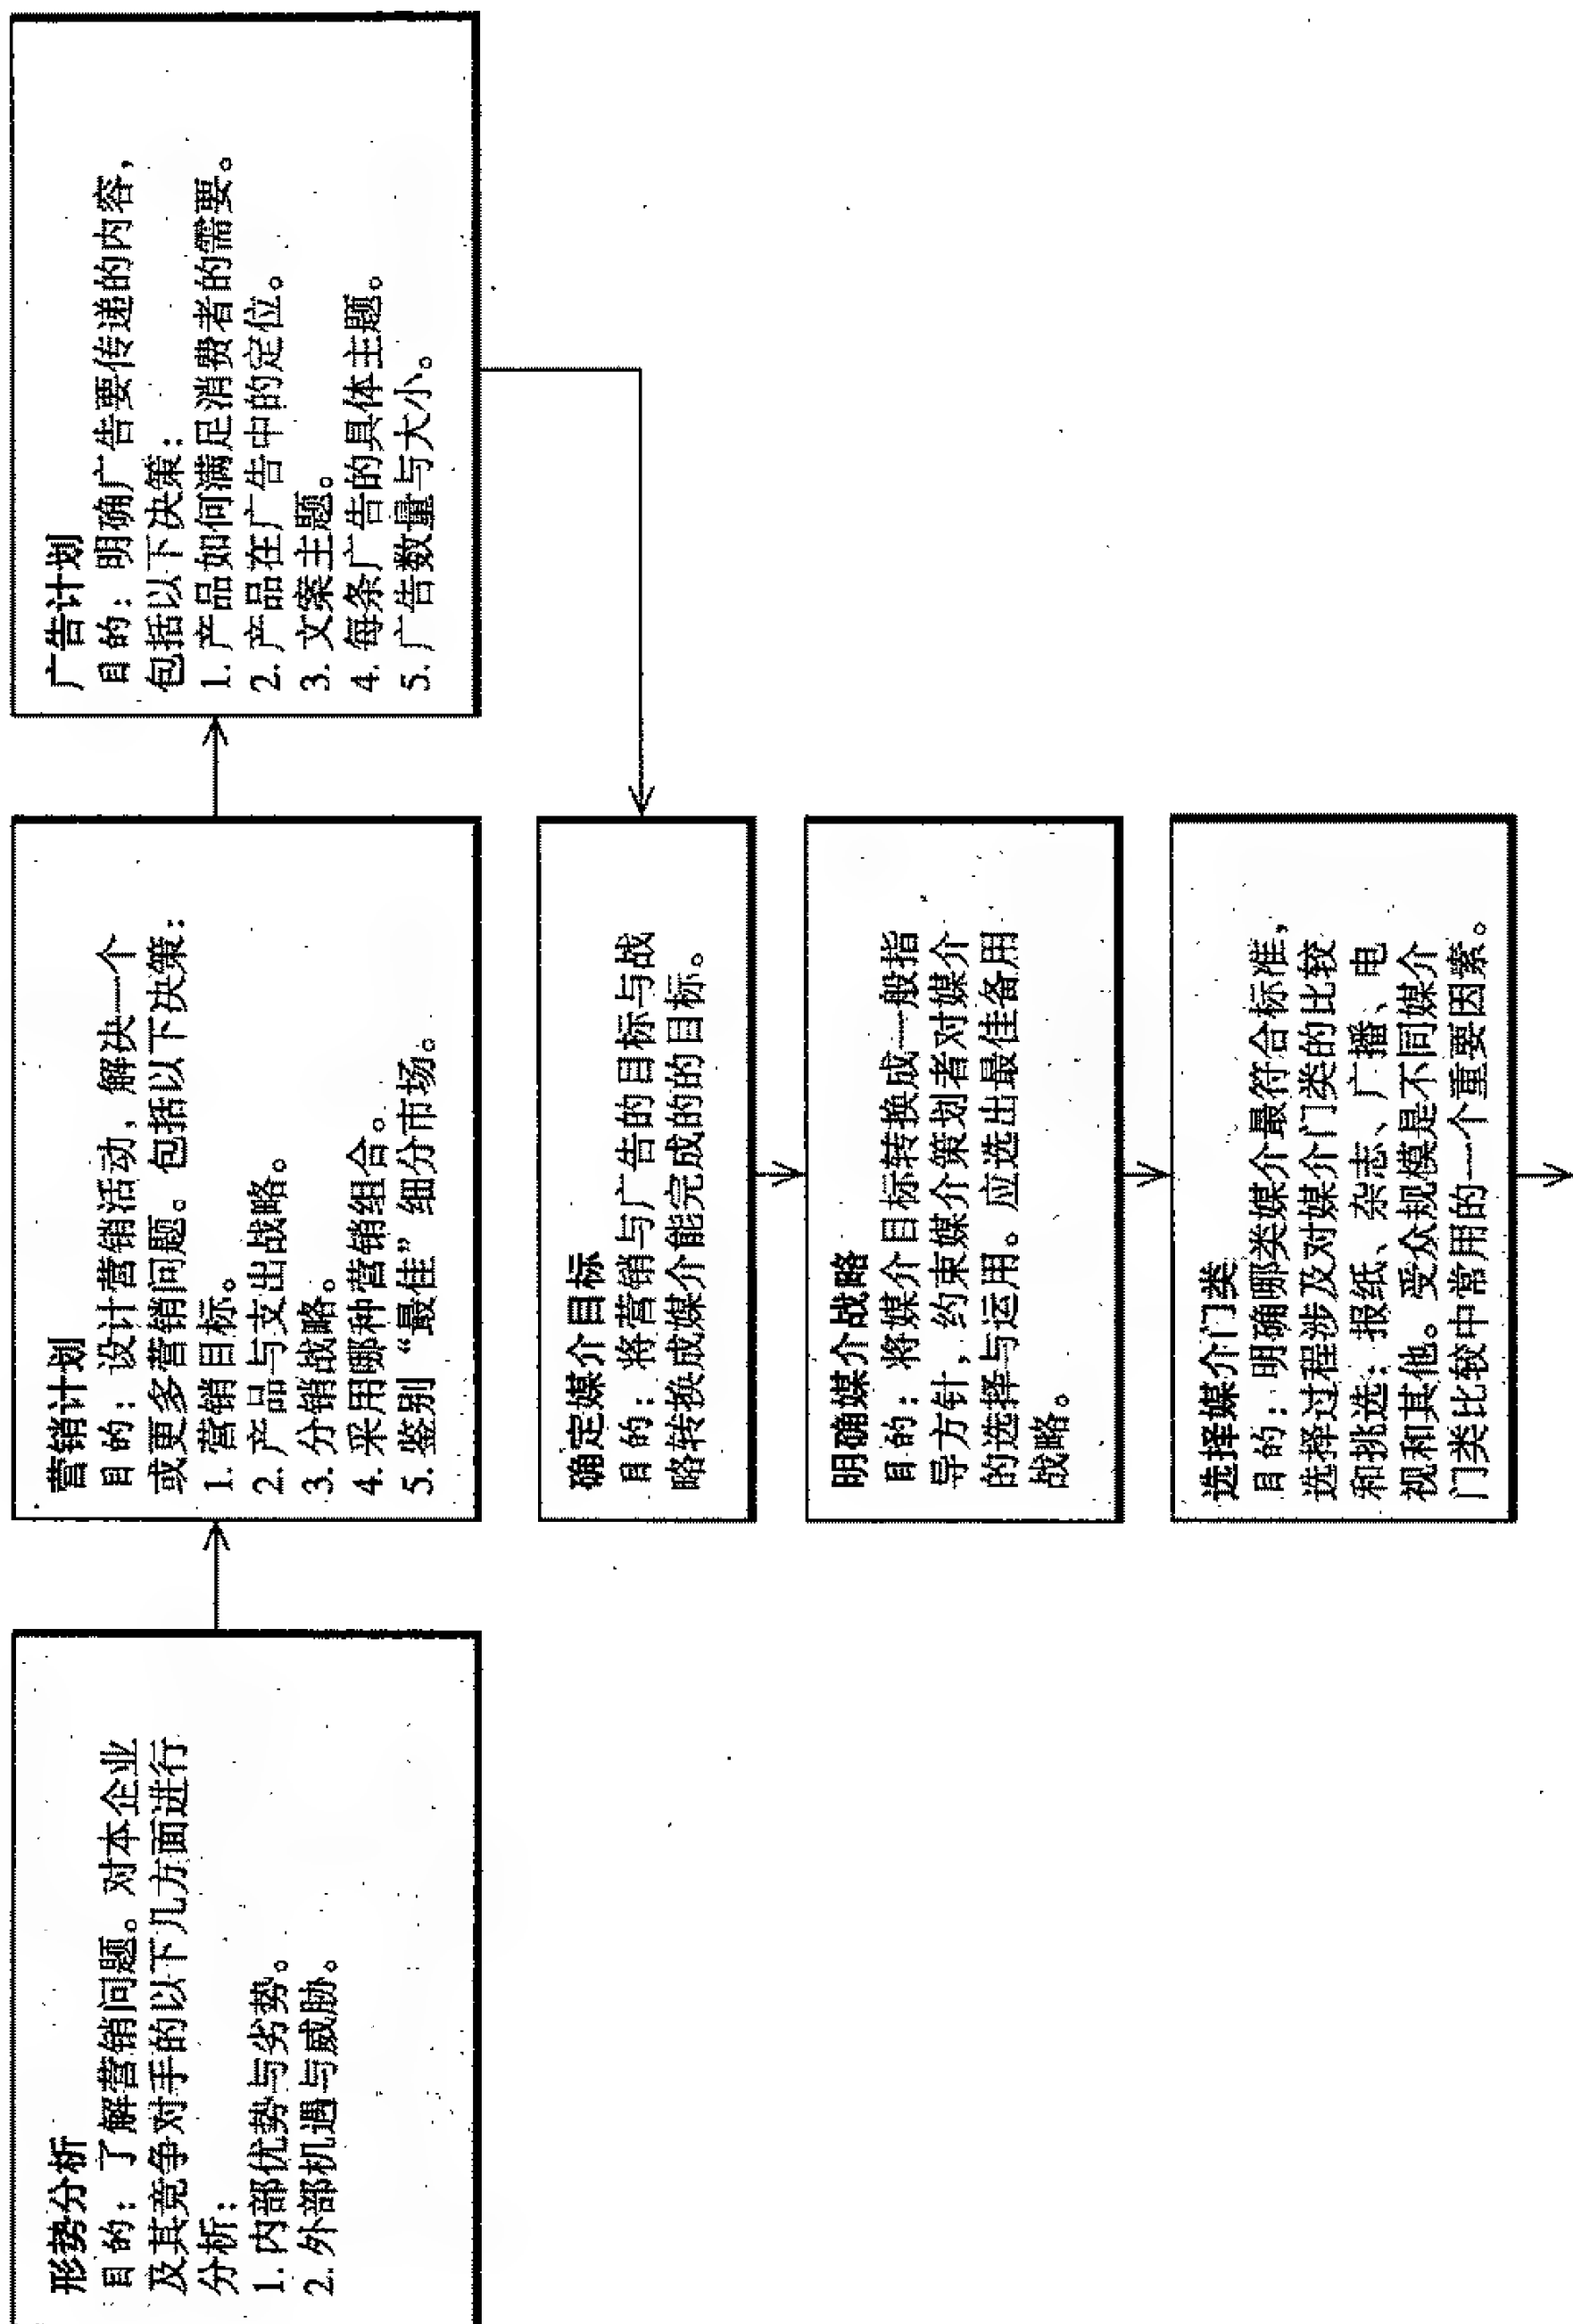 形势分析
目的：了解营销问题。对本企业
及其竞争对手的以下几方面进行
分析：
1. 内部优势与劣势。
2. 外部机遇与威胁。
营销计划
目的：设计营销活动，解决一个
或更多营销问题。包括以下决策：
1. 营销目标。
2. 产品与支出战略。
3. 分销战略。
4. 采用哪种营销组合。
5. 鉴别“最佳”细分市场。
广告计划
目的：明确广告要传递的内容，
包括以下决策：
1. 产品如何满足消费者的需要。
2. 产品在广告中的定位。
3. 文案主题。
4. 每条广告的具体主题。
5. 广告数量与大小。
确定媒介目标
目的：将营销与广告的目标与战
略转换成媒介能完成的的目标。
明确媒介战略
目的：将媒介目标转换成一般指
导方针，约束媒介策划者对媒介
的选择与运用。应选出最佳备用
战略。
选择媒介门类
目的：明确哪类媒介最符合标准，
选择过程涉及对媒介门类的比较
和挑选：报纸、杂志、广播、电
视和其他。受众规模是不同媒介
门类比较中常用的一个重要因素。